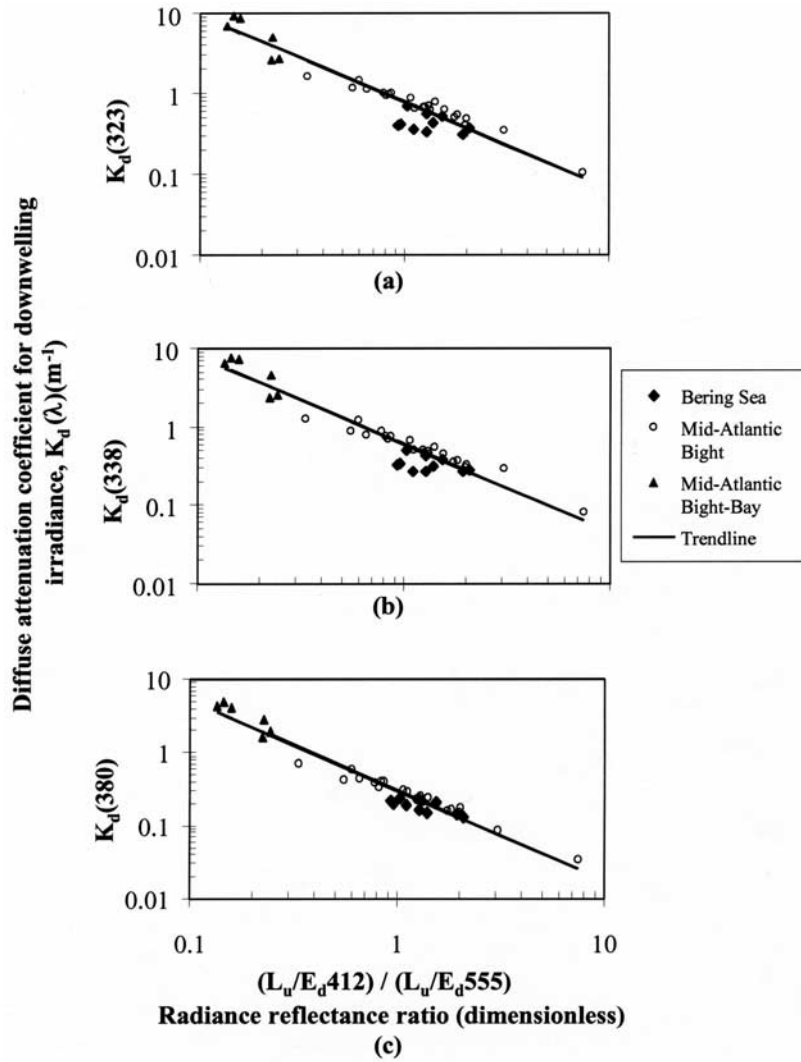 Diffuse attenuation coefficient for downwelling
irradiance, K_d(λ)(m⁻¹)
K_d(323)
10
1
0.1
0.01
(a)
K_d(338)
10
1
0.1
0.01
(b)
Bering Sea
Mid-Atlantic
Bight
Mid-Atlantic
Bight-Bay
Trendline
K_d(380)
10
1
0.1
0.01
0.1 1 10
(L_u/E_d412) / (L_u/E_d555)
Radiance reflectance ratio (dimensionless)
(c)